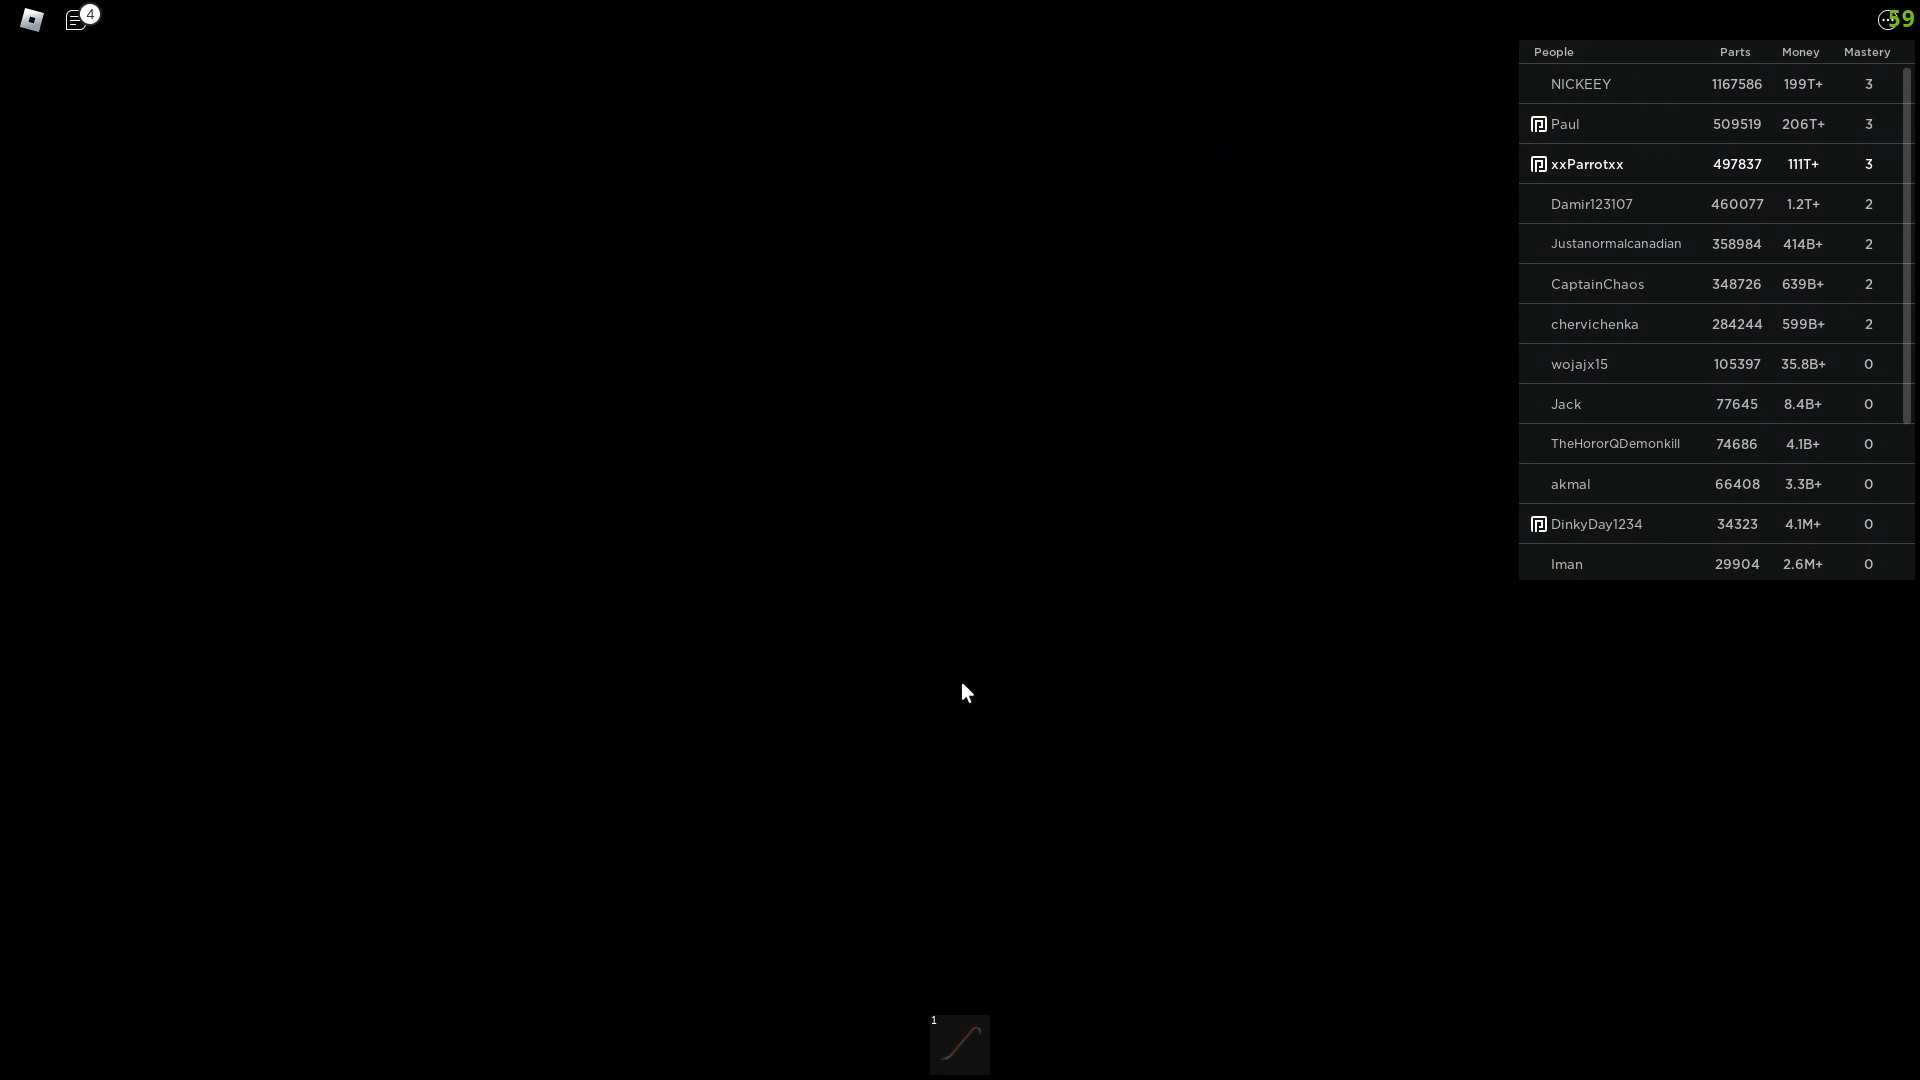 4
59
People Parts Money Mastery
NICKEEY 1167586 199T+ 3
Paul 509519 206T+ 3
xxParrotxx 497837 111T+ 3
Damir123107 460077 1.2T+ 2
Justanormalcanadian 358984 414B+ 2
CaptainChaos 348726 639B+ 2
chervichenka 284244 599B+ 2
wojajx15 105397 35.8B+ 0
Jack 77645 8.4B+ 0
TheHororQDemonkill 74686 4.1B+ 0
akmal 66408 3.3B+ 0
DinkyDay1234 34323 4.1M+ 0
Iman 29904 2.6M+ 0
1